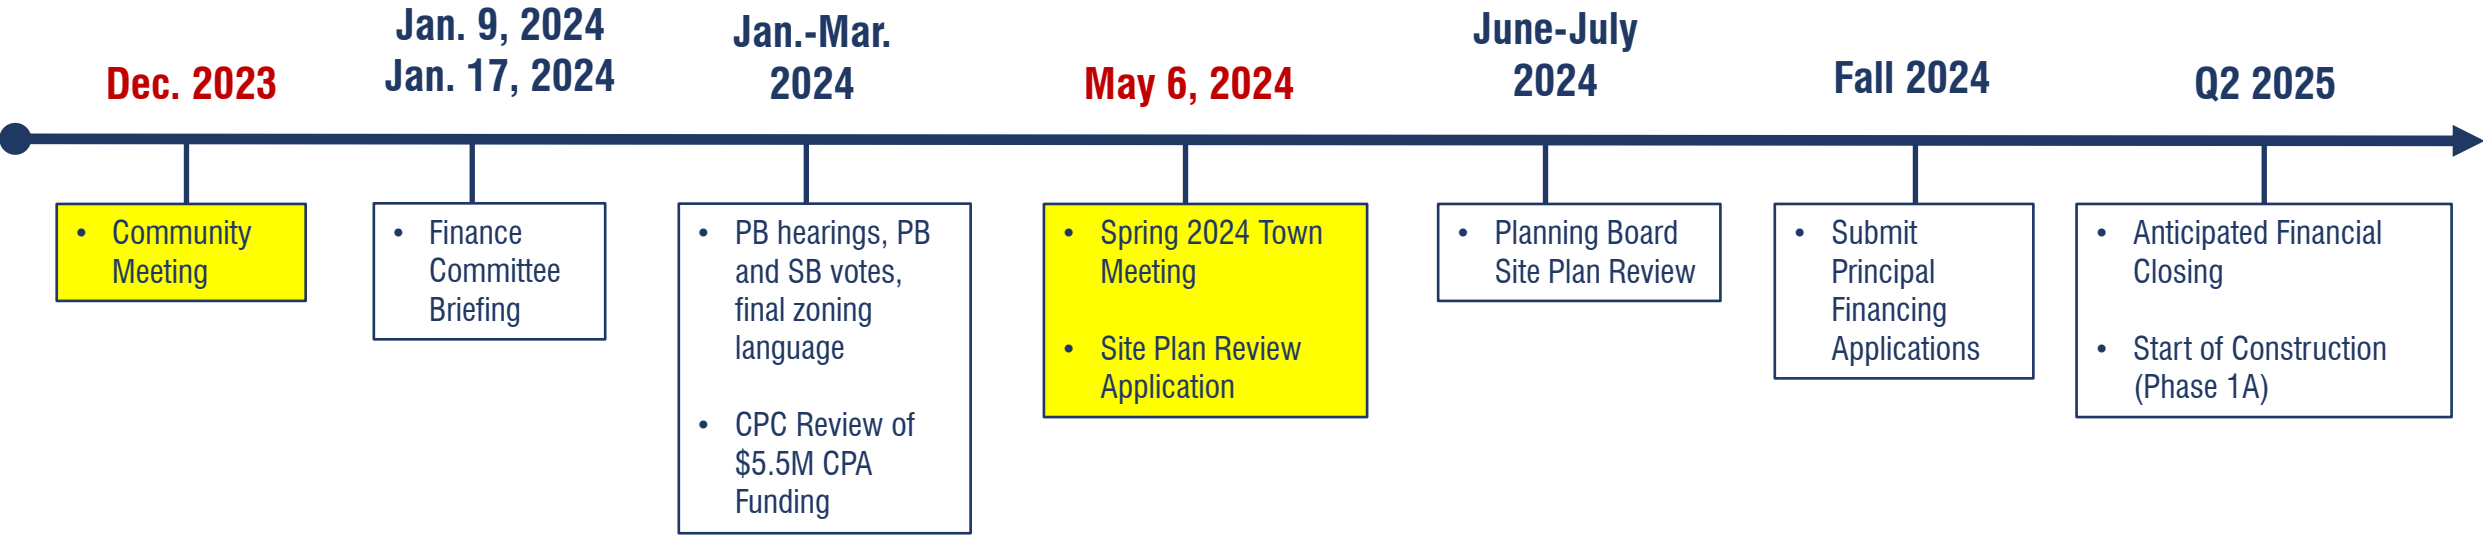 Dec. 2023
Jan. 9, 2024
Jan. 17, 2024
Jan.-Mar.
2024
May 6, 2024
June-July
2024
Fall 2024
Q2 2025
• Community
Meeting
• Finance
Committee
Briefing
• PB hearings, PB
and SB votes,
final zoning
language
• CPC Review of
$5.5M CPA
Funding
• Spring 2024 Town
Meeting
• Site Plan Review
Application
• Planning Board
Site Plan Review
• Submit
Principal
Financing
Applications
• Anticipated Financial
Closing
• Start of Construction
(Phase 1A)